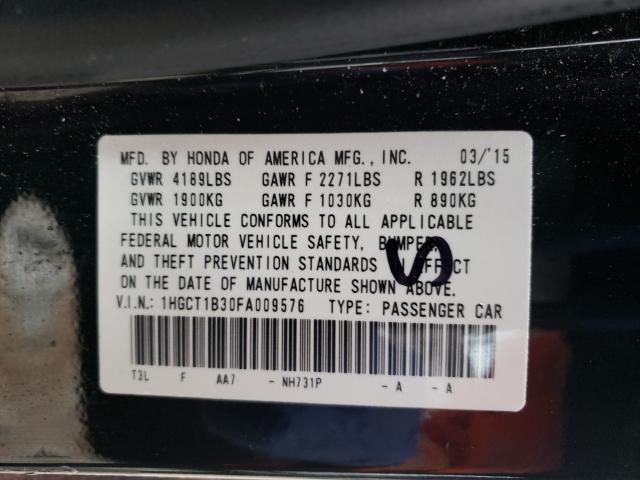 MFD. BY HONDA OF AMERICA MFG., INC. 03/'15
GVWR 4189LBS GAWR F 2271LBS R 1962LBS
GVWR 1900KG GAWR F 1030KG R 890KG
THIS VEHICLE CONFORMS TO ALL APPLICABLE
FEDERAL MOTOR VEHICLE SAFETY, BUMPER,
AND THEFT PREVENTION STANDARDS IN EFFECT
ON THE DATE OF MANUFACTURE SHOWN ABOVE.
V.I.N.: 1HGCT1B30FA009576 TYPE: PASSENGER CAR
T3L F AA7 - NH731P - A - A
S